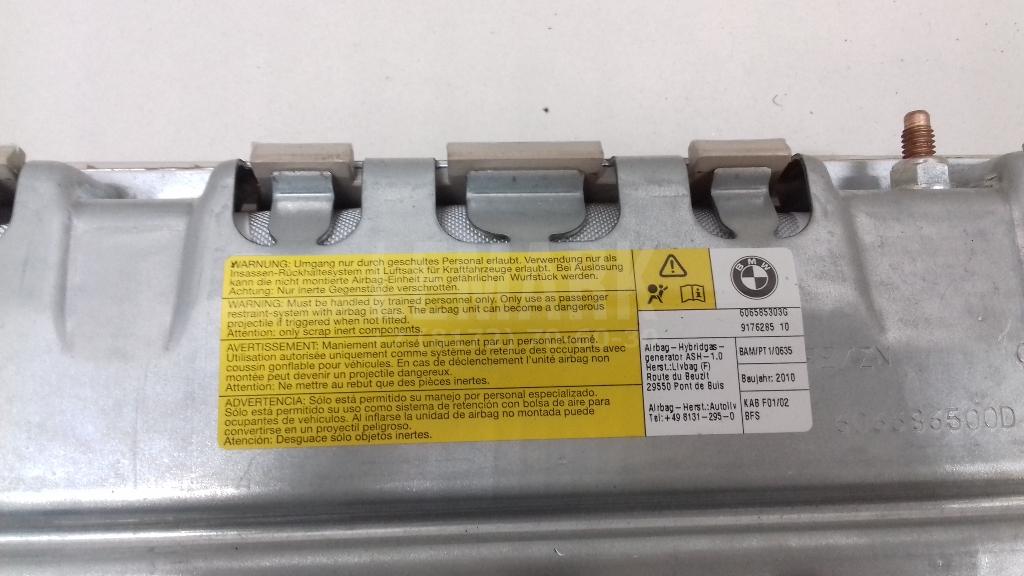 WARNUNG: Umgang nur durch geschultes Personal erlaubt. Verwendung nur als
Insassen-Rückhaltesystem mit Luftsack für Kraftfahrzeuge erlaubt. Bei Auslösung
kann die nicht montierte Airbag-Einheit zum gefährlichen Wurfstück werden.
Achtung: Nur inerte Gegenstände verschrotten.
WARNING: Must be handled by trained personnel only. Only use as passenger
restraint-system with airbag in cars. The airbag unit can become a dangerous
projectile if triggered when not fitted.
Attention: only scrap inert components.
AVERTISSEMENT: Maniement autorisé uniquement par du personnel formé.
Utilisation autorisée uniquement comme système de retenue des occupants avec
coussin gonflable pour véhicules. En cas de déclenchement l'unité airbag non
montée peut devenir un projectile dangereux.
Attention: Ne mettre au rebut que des pièces inertes.
ADVERTENCIA: Sólo está permitido su manejo por personal especializado.
Sólo está permitido su uso como sistema de retención con bolsa de aire para
ocupantes de vehículos. Al inflarse la unidad de airbag no montada puede
convertirse en un proyectil peligroso.
Atención: Desguace sólo objetos inertes.
BMW
606585303G
9176285 10
Airbag-Hybridgas-
generator ASH-1.0
Herst.:Livbag (F)
Route du Beuzit
29550 Pont de Buis
BAM/PT1/0635
Baujahr: 2010
Airbag-Herst.:Autoliv
Tel:+49 8131-295-0
KAB F01/02
BFS